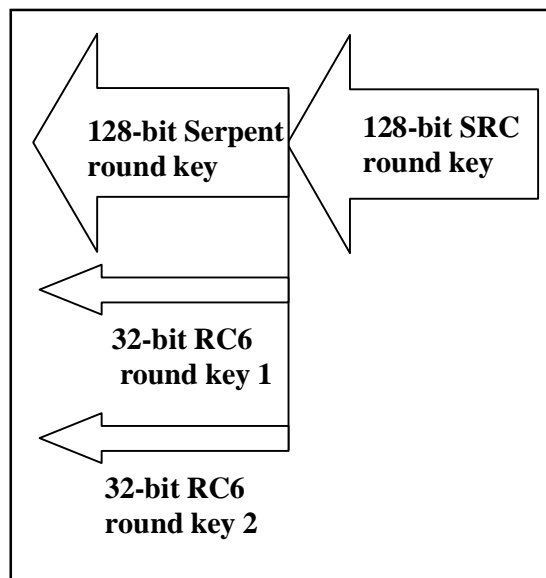 128-bit Serpent
round key
128-bit SRC
round key
32-bit RC6
round key 1
32-bit RC6
round key 2